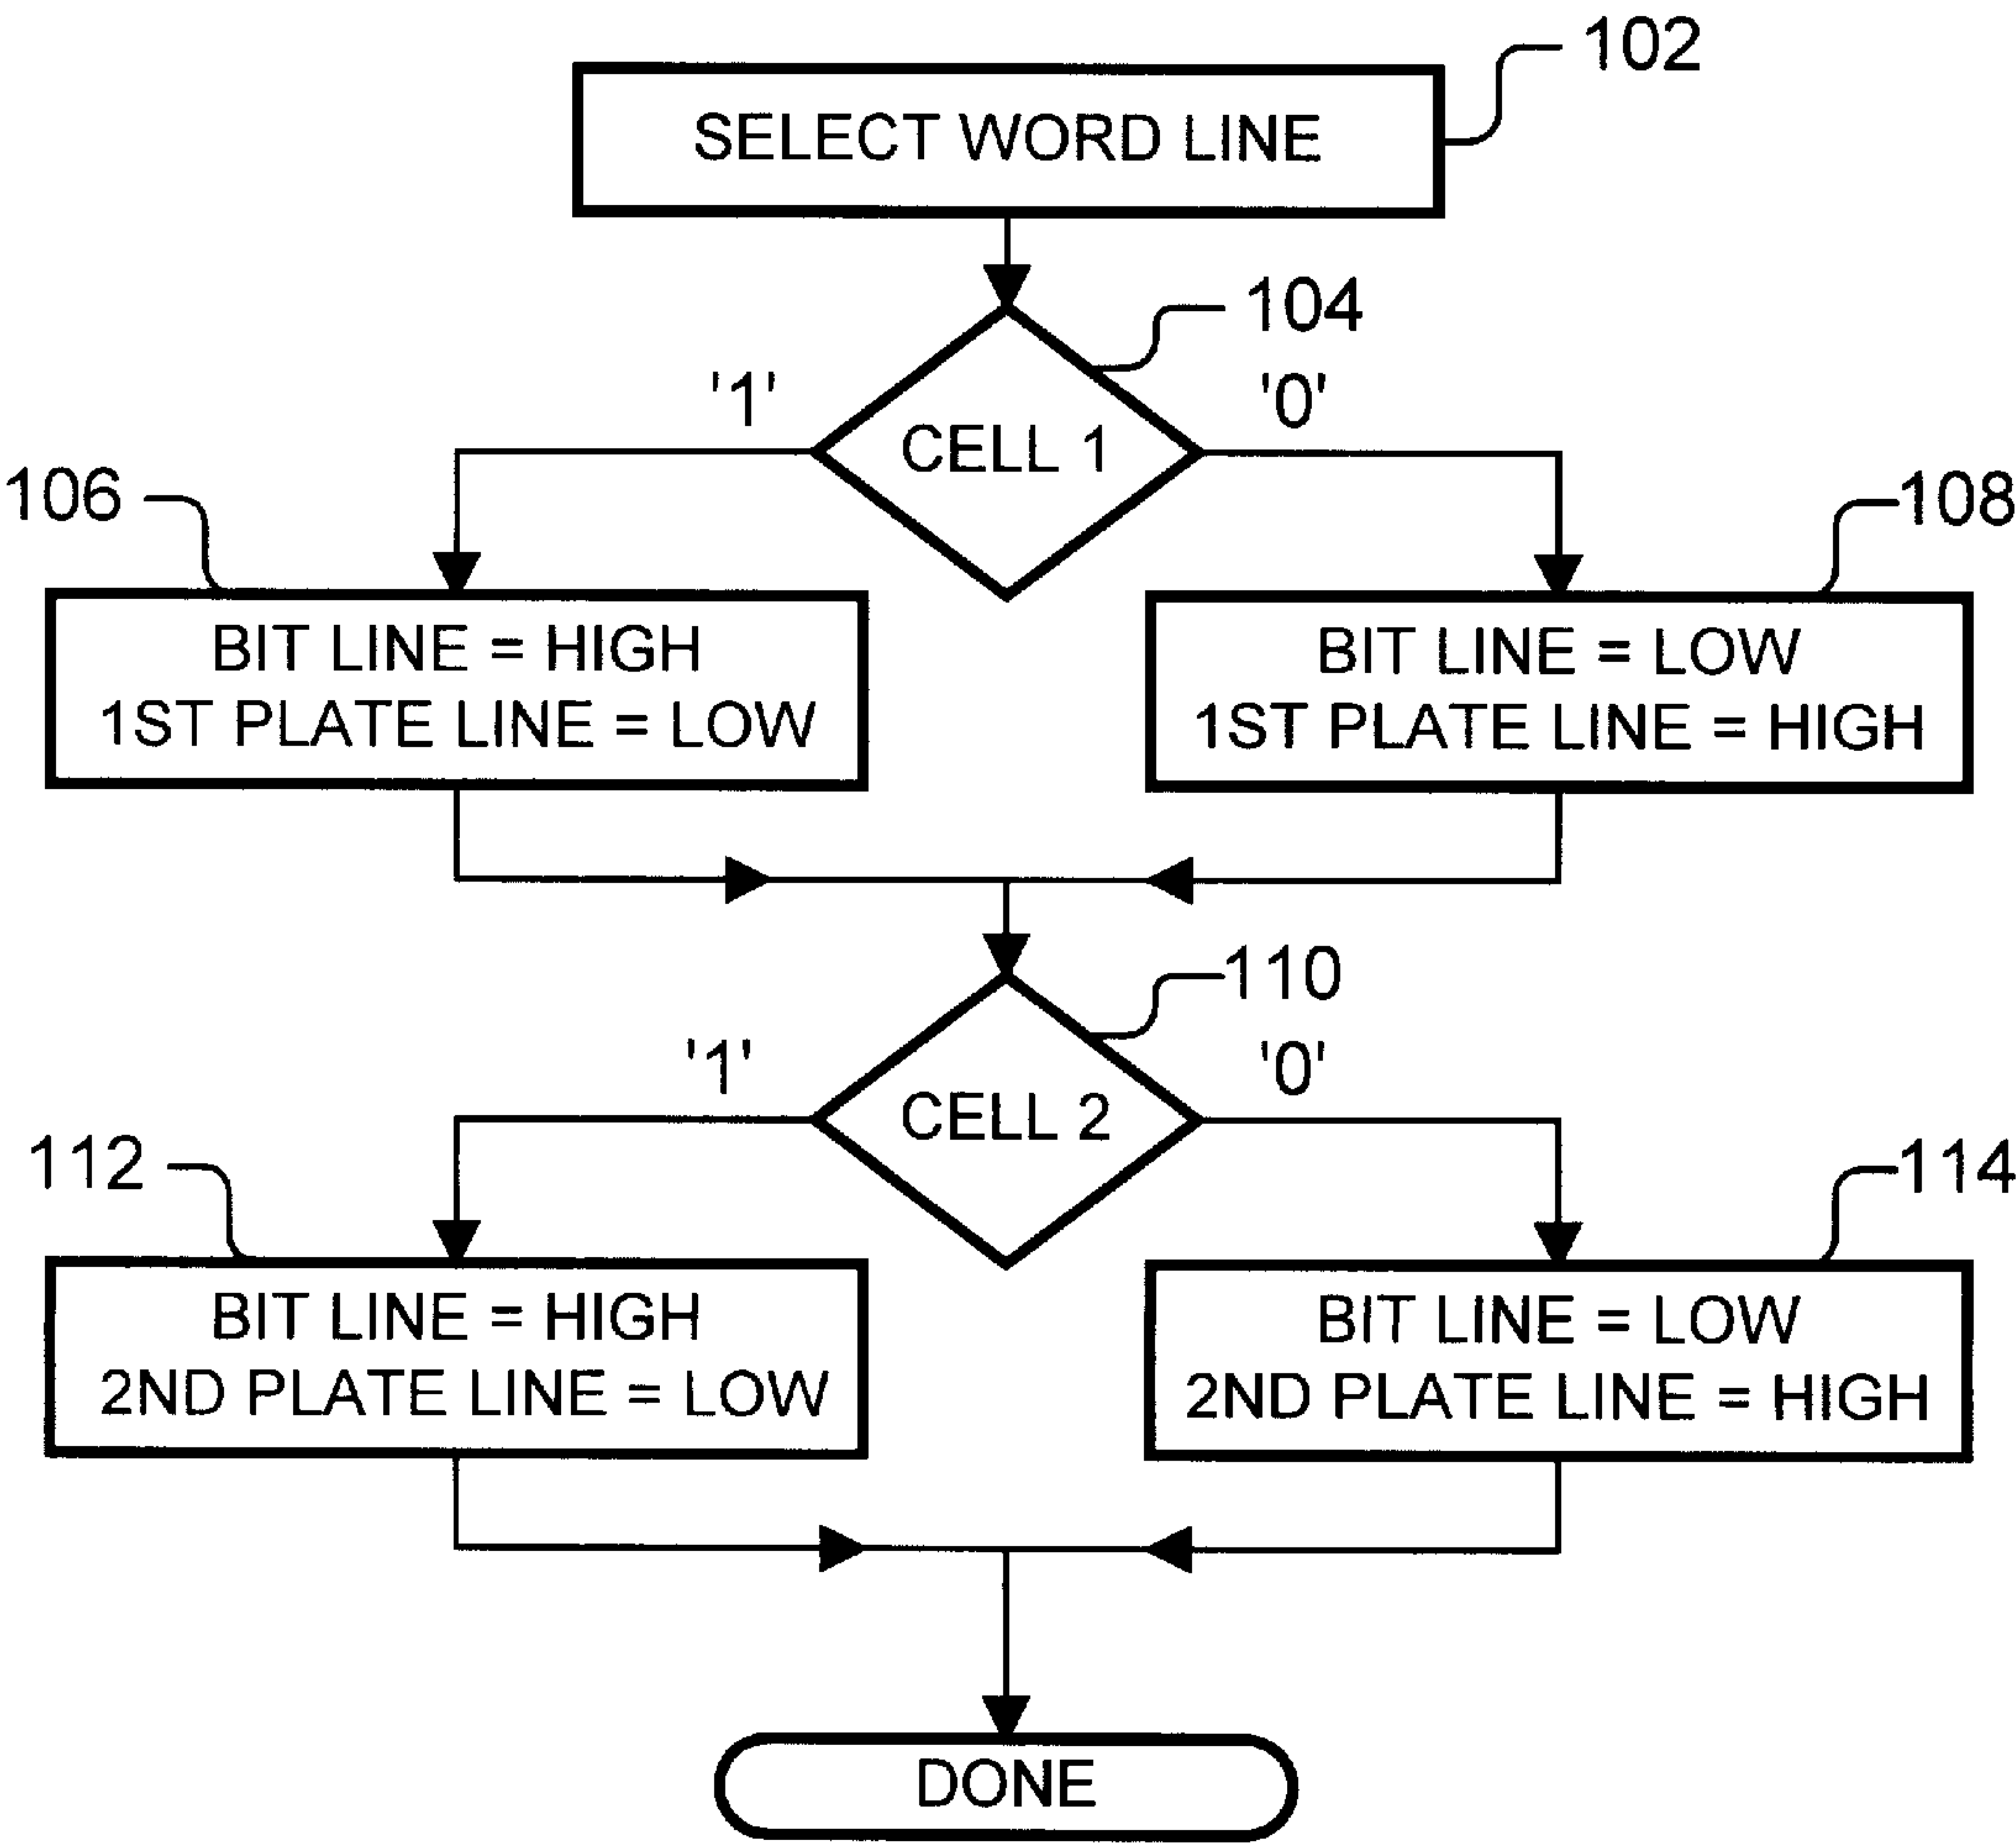 102
SELECT WORD LINE
104
'1'
'0'
CELL 1
106
108
BIT LINE = HIGH
1ST PLATE LINE = LOW
BIT LINE = LOW
1ST PLATE LINE = HIGH
110
'1'
'0'
CELL 2
112
114
BIT LINE = HIGH
2ND PLATE LINE = LOW
BIT LINE = LOW
2ND PLATE LINE = HIGH
DONE